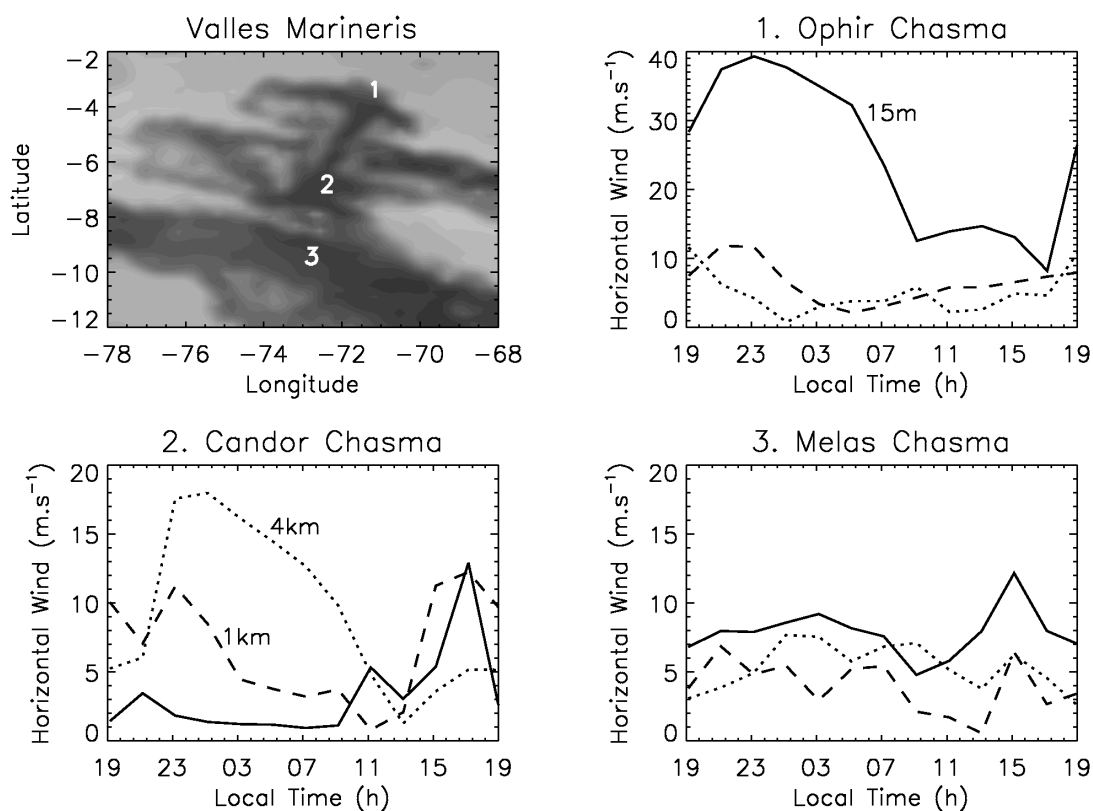 Valles Marineris
Latitude
−2
−4
−6
−8
−10
−12
1
2
3
−78 −76 −74 −72 −70 −68
Longitude
1. Ophir Chasma
Horizontal Wind (m.s⁻¹)
40
30
20
10
0
15m
19 23 03 07 11 15 19
Local Time (h)
2. Candor Chasma
Horizontal Wind (m.s⁻¹)
20
15
10
5
0
4km
1km
19 23 03 07 11 15 19
Local Time (h)
3. Melas Chasma
Horizontal Wind (m.s⁻¹)
20
15
10
5
0
19 23 03 07 11 15 19
Local Time (h)